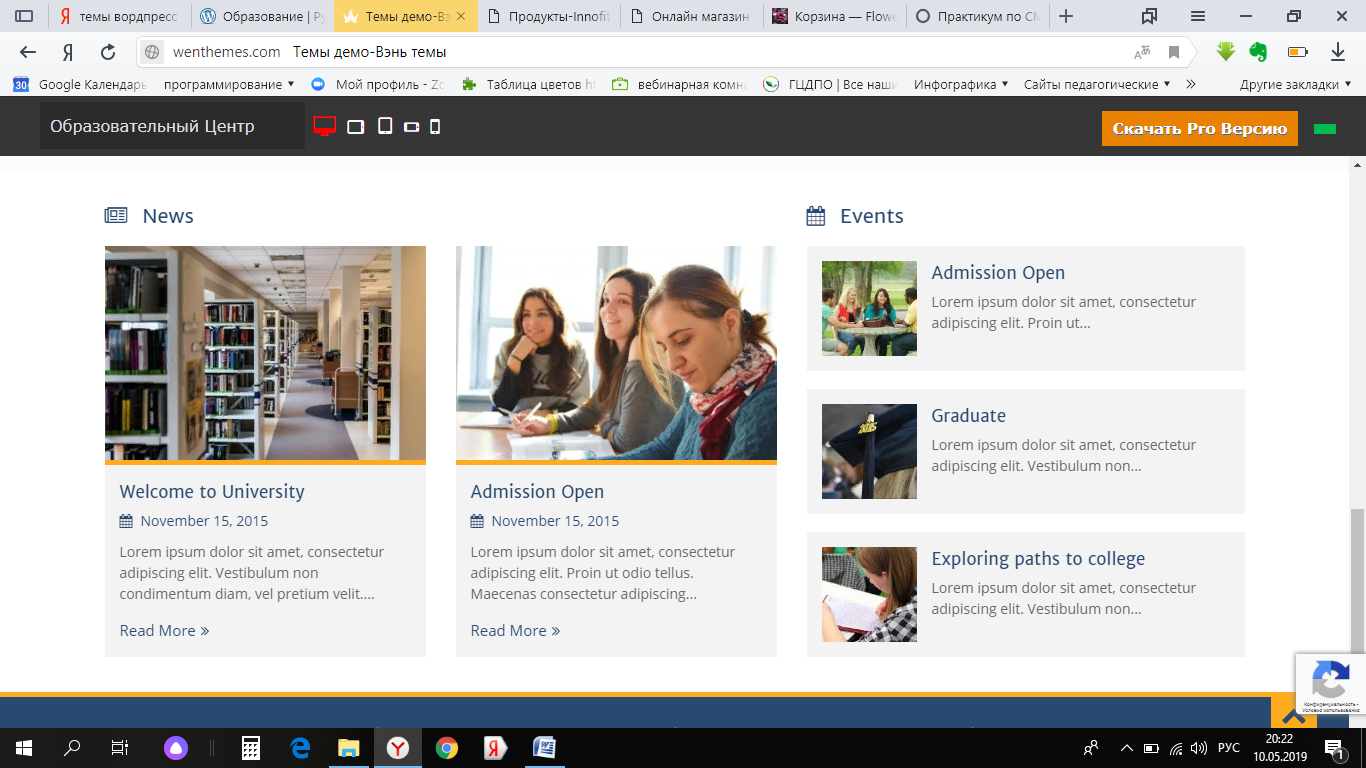 темы вордпресс
Образование | Ру
Темы демо-Вэ
Продукты-Innofit
Онлайн магазин
Корзина — Flowe
Практикум по CM
wenthemes.com Темы демо-Вэнь темы
Google Календарь
программирование
Мой профиль - Zo
Таблица цветов ht
вебинарная комна
ГЦДПО | Все наши
Инфографика
Сайты педагогические
Другие закладки
Образовательный Центр
Скачать Pro Версию
News
Welcome to University
November 15, 2015
Lorem ipsum dolor sit amet, consectetur
adipiscing elit. Vestibulum non
condimentum diam, vel pretium velit....
Read More »
Admission Open
November 15, 2015
Lorem ipsum dolor sit amet, consectetur
adipiscing elit. Proin ut odio tellus.
Maecenas consectetur adipiscing...
Read More »
Events
Admission Open
Lorem ipsum dolor sit amet, consectetur
adipiscing elit. Proin ut...
Graduate
Lorem ipsum dolor sit amet, consectetur
adipiscing elit. Vestibulum non...
Exploring paths to college
Lorem ipsum dolor sit amet, consectetur
adipiscing elit. Vestibulum non...
Конфиденциальность -
Условия использования
РУС
20:22
10.05.2019
1